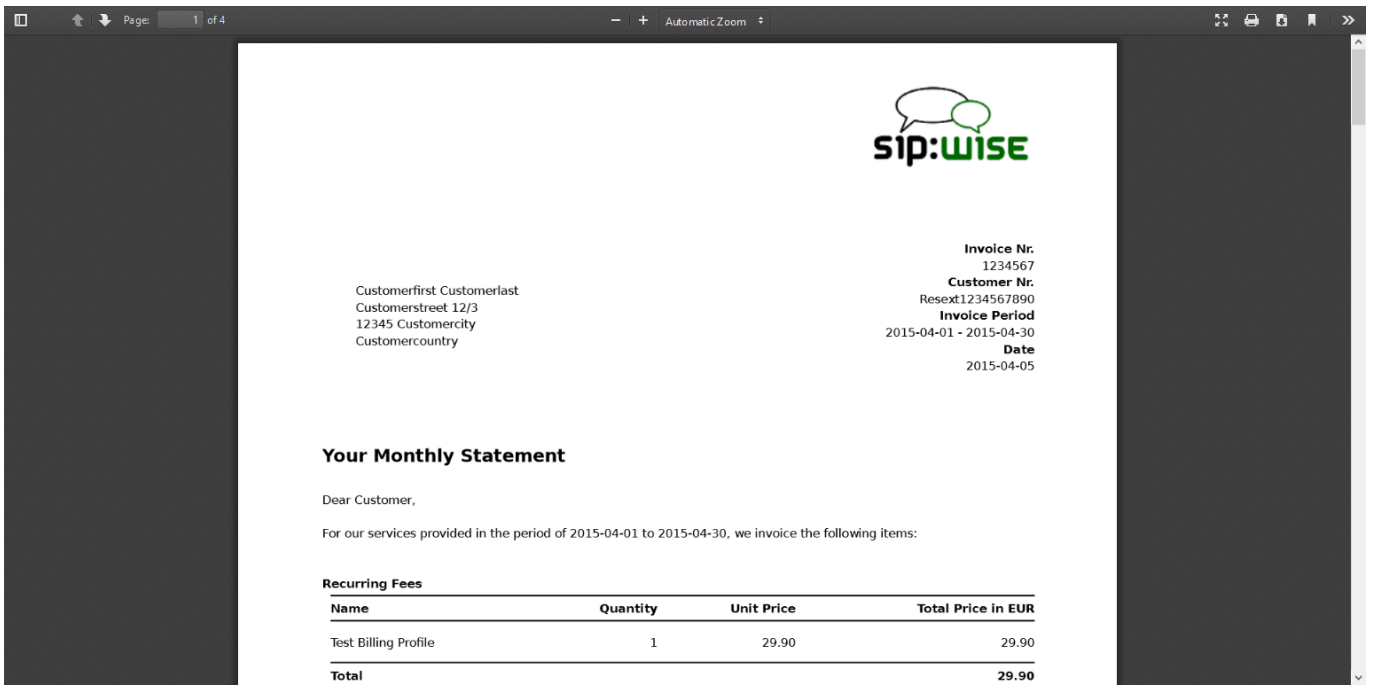 Page: 1 of 4 Automatic Zoom
sip:wise
Invoice Nr.
1234567
Customer Nr.
Resext1234567890
Invoice Period
2015-04-01 - 2015-04-30
Date
2015-04-05
Customerfirst Customerlast
Customerstreet 12/3
12345 Customercity
Customercountry
Your Monthly Statement
Dear Customer,
For our services provided in the period of 2015-04-01 to 2015-04-30, we invoice the following items:
Recurring Fees
Name Quantity Unit Price Total Price in EUR
Test Billing Profile 1 29.90 29.90
Total 29.90